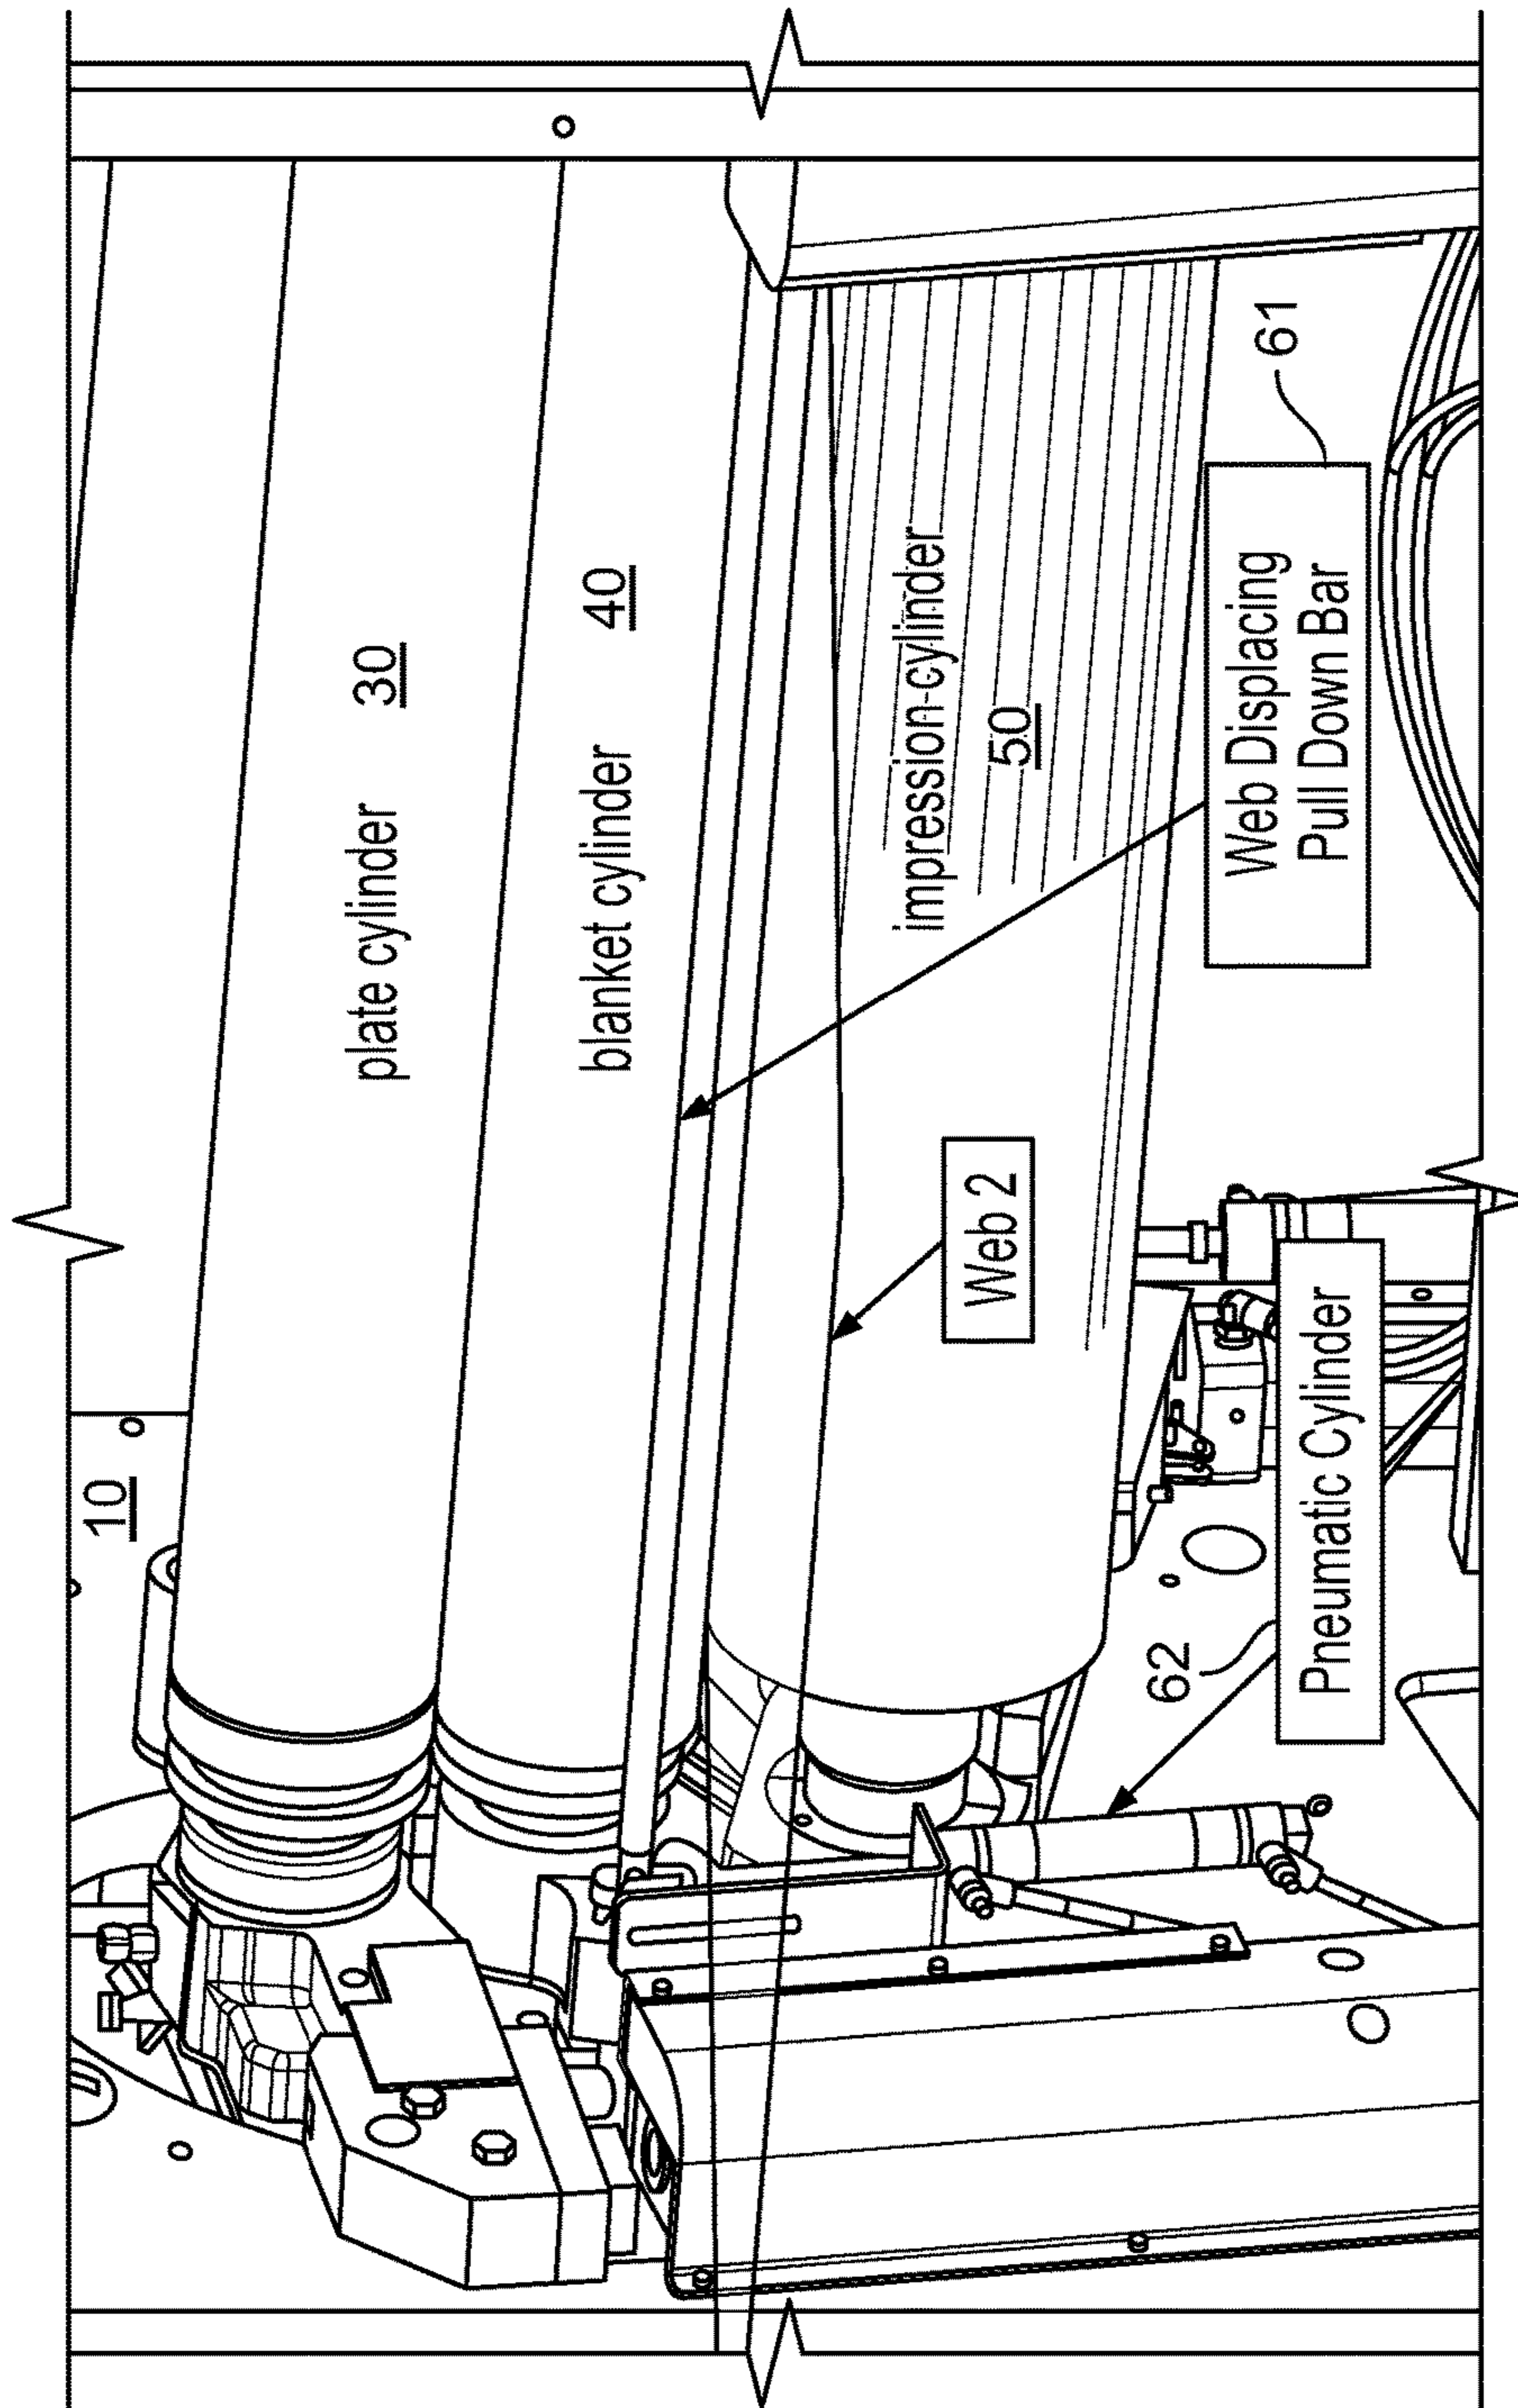 10
plate cylinder
30
blanket cylinder
40
impression cylinder
50
Web 2
Web Displacing
Pull Down Bar
61
62
Pneumatic Cylinder